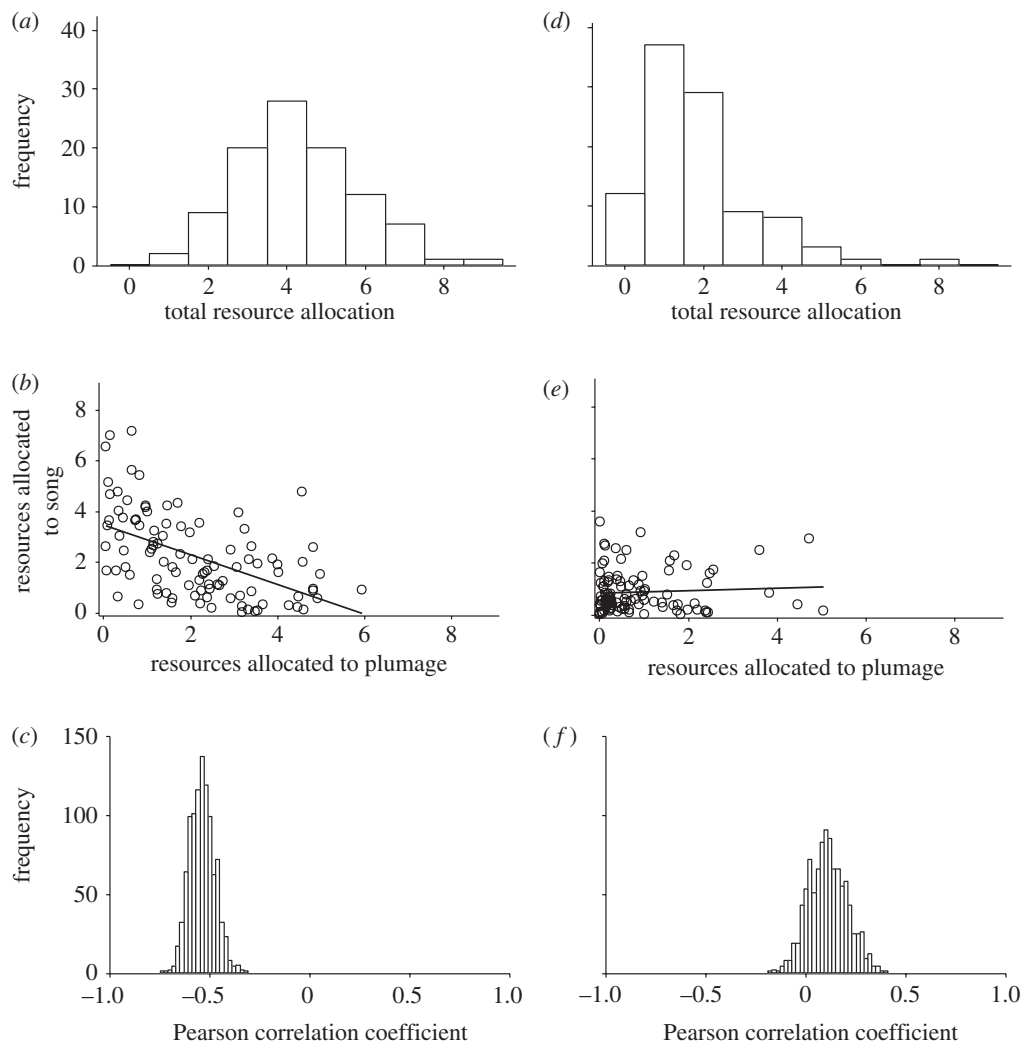 (a)
40
30
20
10
0
frequency
0 2 4 6 8
total resource allocation
(d)
0 2 4 6 8
total resource allocation
(b)
8
6
4
2
0
resources allocated
to song
0 2 4 6 8
resources allocated to plumage
(e)
0 2 4 6 8
resources allocated to plumage
(c)
150
100
50
0
frequency
–1.0 –0.5 0 0.5 1.0
Pearson correlation coefficient
(f)
–1.0 –0.5 0 0.5 1.0
Pearson correlation coefficient